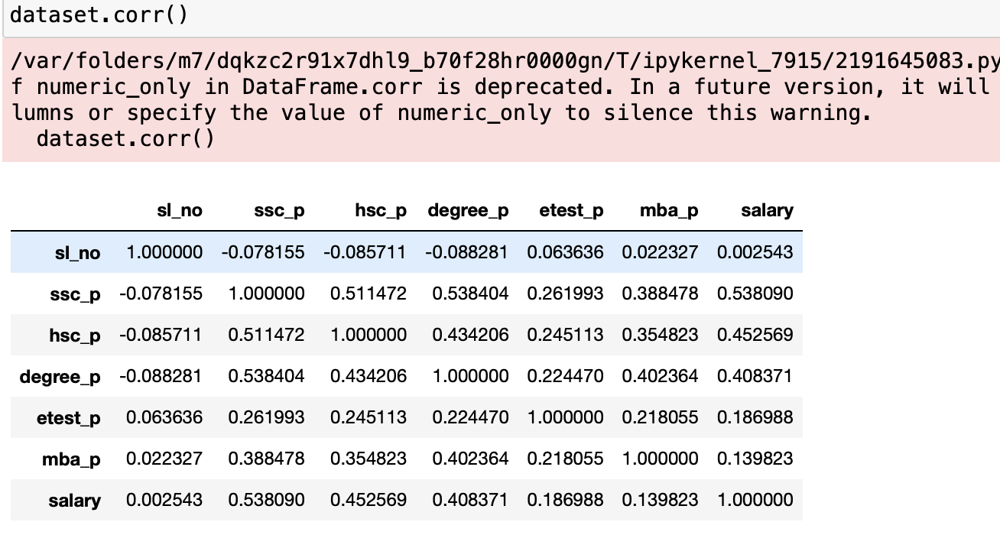 dataset.corr()
/var/folders/m7/dqkzc2r91x7dhl9_b70f28hr0000gn/T/ipykernel_7915/2191645083.py
f numeric_only in DataFrame.corr is deprecated. In a future version, it will
lumns or specify the value of numeric_only to silence this warning.
dataset.corr()
sl_no ssc_p hsc_p degree_p etest_p mba_p salary
sl_no 1.000000 -0.078155 -0.085711 -0.088281 0.063636 0.022327 0.002543
ssc_p -0.078155 1.000000 0.511472 0.538404 0.261993 0.388478 0.538090
hsc_p -0.085711 0.511472 1.000000 0.434206 0.245113 0.354823 0.452569
degree_p -0.088281 0.538404 0.434206 1.000000 0.224470 0.402364 0.408371
etest_p 0.063636 0.261993 0.245113 0.224470 1.000000 0.218055 0.186988
mba_p 0.022327 0.388478 0.354823 0.402364 0.218055 1.000000 0.139823
salary 0.002543 0.538090 0.452569 0.408371 0.186988 0.139823 1.000000